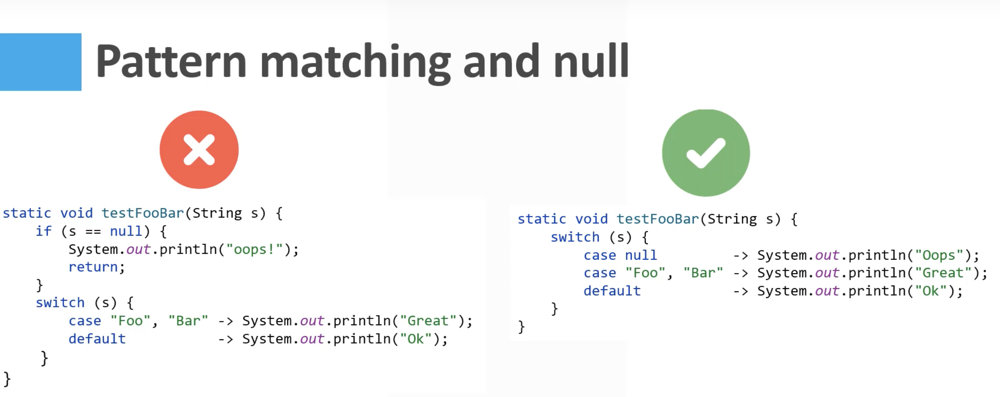 Pattern matching and null
static void testFooBar(String s) {
    if (s == null) {
        System.out.println("oops!");
        return;
    }
    switch (s) {
        case "Foo", "Bar" -> System.out.println("Great");
        default           -> System.out.println("Ok");
    }
}
static void testFooBar(String s) {
    switch (s) {
        case null         -> System.out.println("Oops");
        case "Foo", "Bar" -> System.out.println("Great");
        default           -> System.out.println("Ok");
    }
}